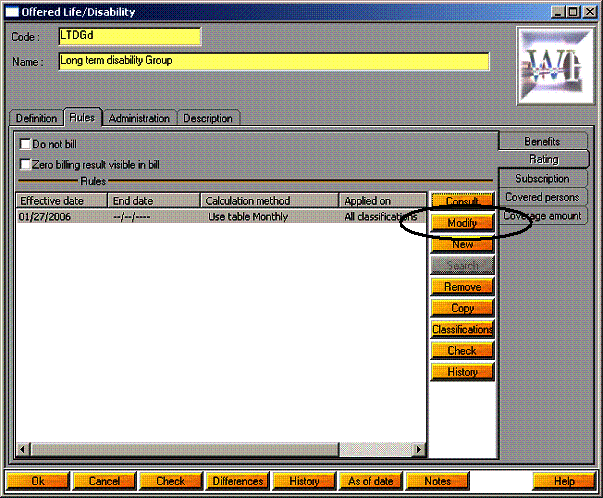 Offered Life/Disability
Code : LTDGd
Name : Long term disability Group
Definition Rules Administration Description
Do not bill
Zero billing result visible in bill
Rules
Effective date End date Calculation method Applied on
01/27/2006 --/--/---- Use table Monthly All classifications
Consult
Modify
New
Search
Remove
Copy
Classifications
Check
History
Benefits
Rating
Subscription
Covered persons
Coverage amount
Ok Cancel Check Differences History As of date Notes Help